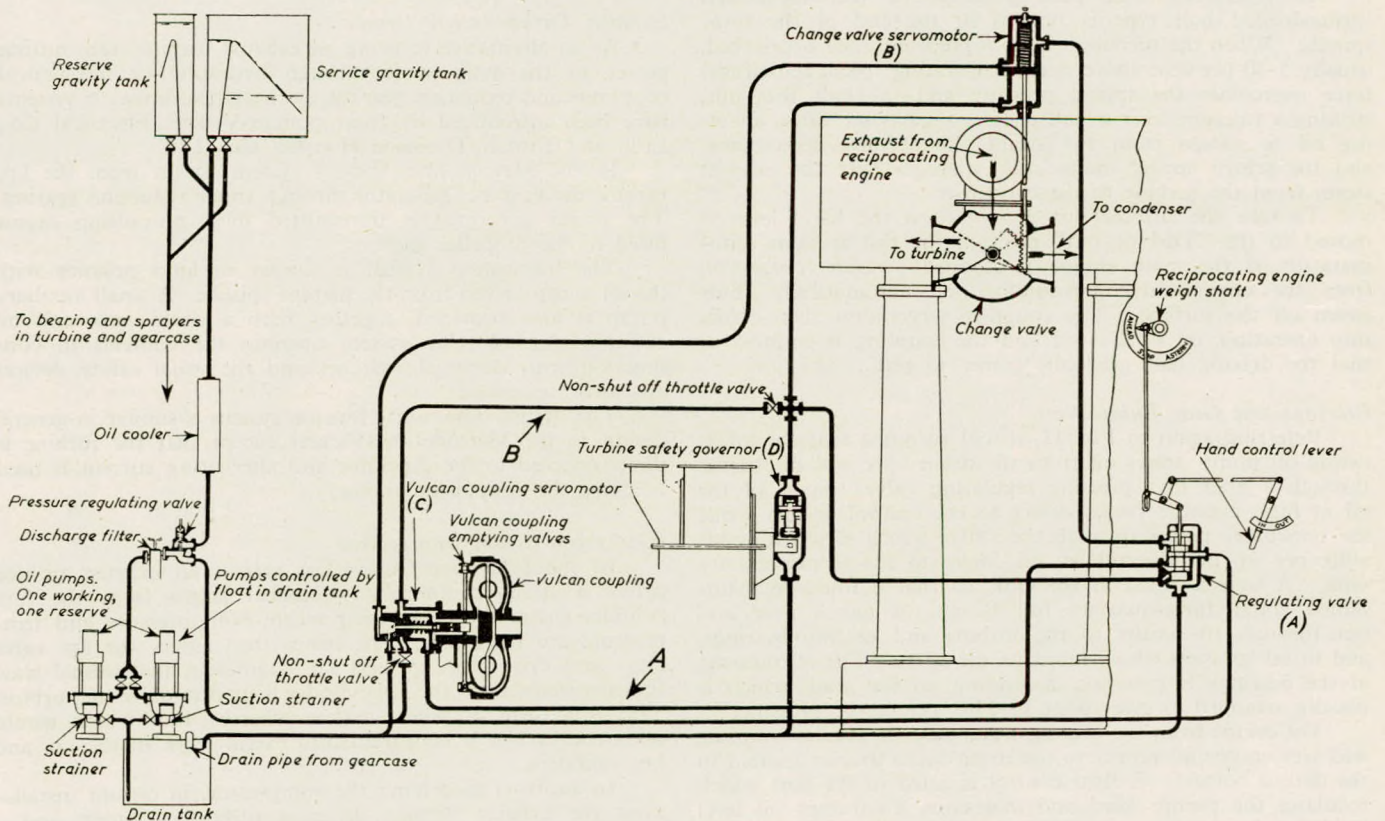 Reserve
gravity tank
Service gravity tank
Change valve servomotor
(B)
Exhaust from
reciprocating
engine
To condenser
To turbine
Change valve
Reciprocating engine
weigh shaft
AHEAD
STOP
ASTERN
To bearing and sprayers
in turbine and gearcase
Oil cooler
Non-shut off throttle valve
B
Turbine safety governor (D)
Hand control lever
IN OUT
Pressure regulating valve
Discharge filter
Vulcan coupling servomotor
(C)
Vulcan coupling
emptying valves
Vulcan coupling
Oil pumps.
One working,
one reserve
Pumps controlled by
float in drain tank
Regulating valve
(A)
Non-shut off
throttle valve
A
Suction strainer
Suction
strainer
Drain pipe from gearcase
Drain tank